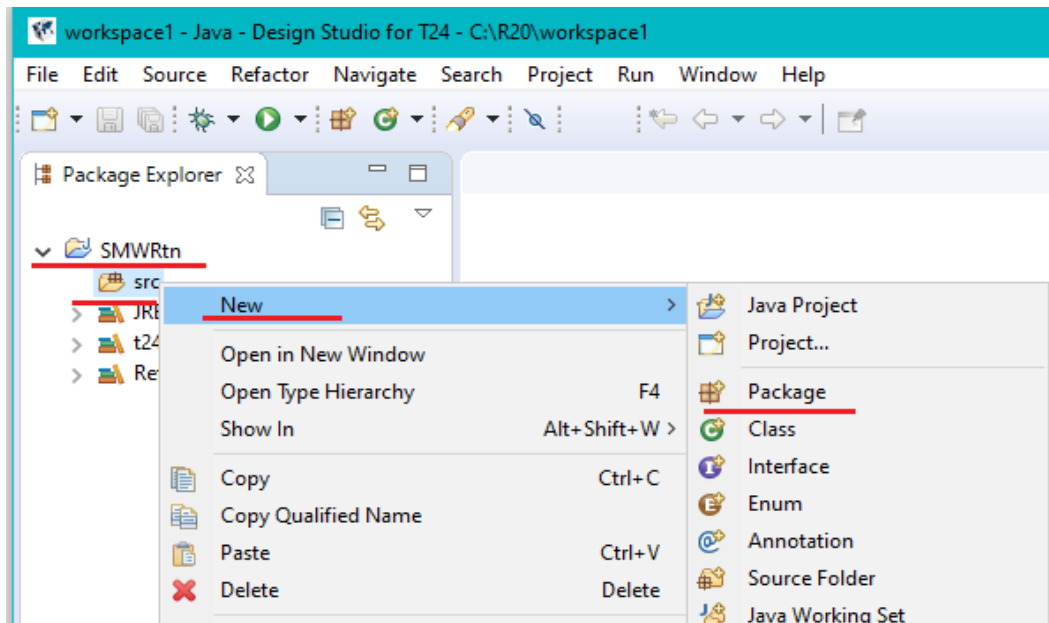 workspace1 - Java - Design Studio for T24 - C:\R20\workspace1
File Edit Source Refactor Navigate Search Project Run Window Help
Package Explorer
SMWRtn
src
t24
New
Open in New Window
Open Type Hierarchy F4
Show In Alt+Shift+W >
Copy Ctrl+C
Copy Qualified Name
Paste Ctrl+V
Delete Delete
Java Project
Project...
Package
Class
Interface
Enum
Annotation
Source Folder
Java Working Set